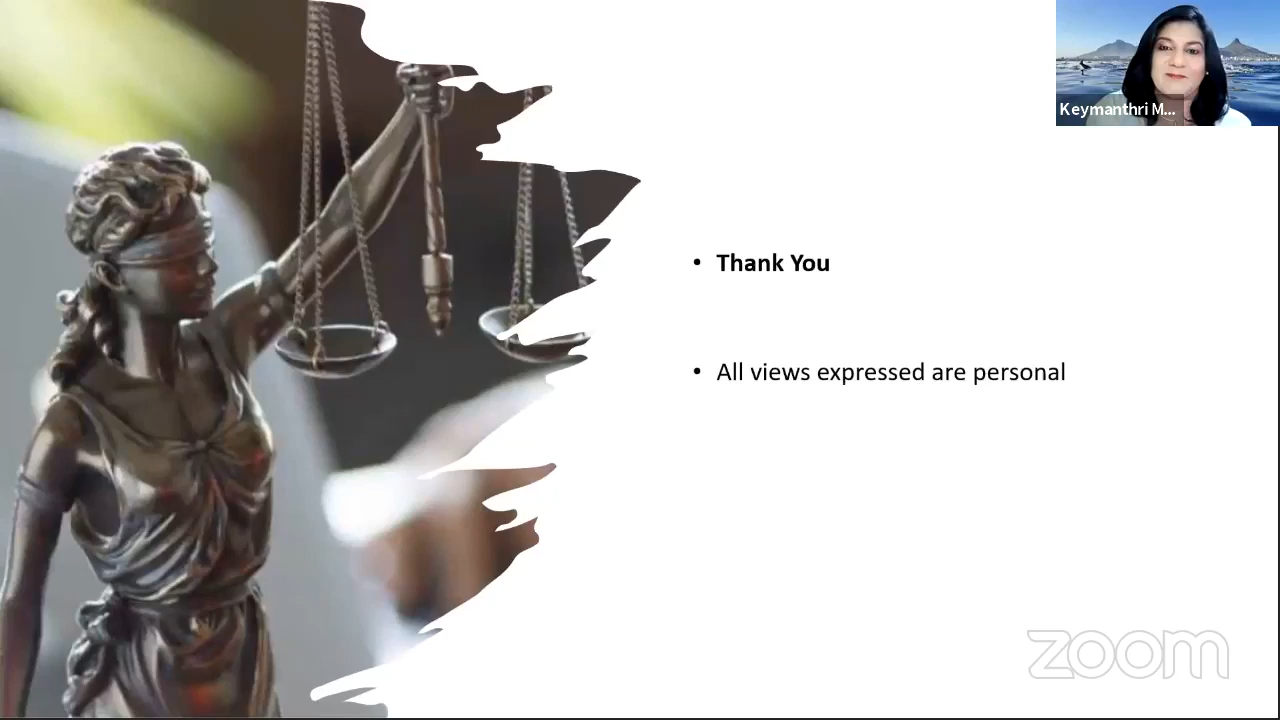 Keymanthri M...
• Thank You
• All views expressed are personal
zoom